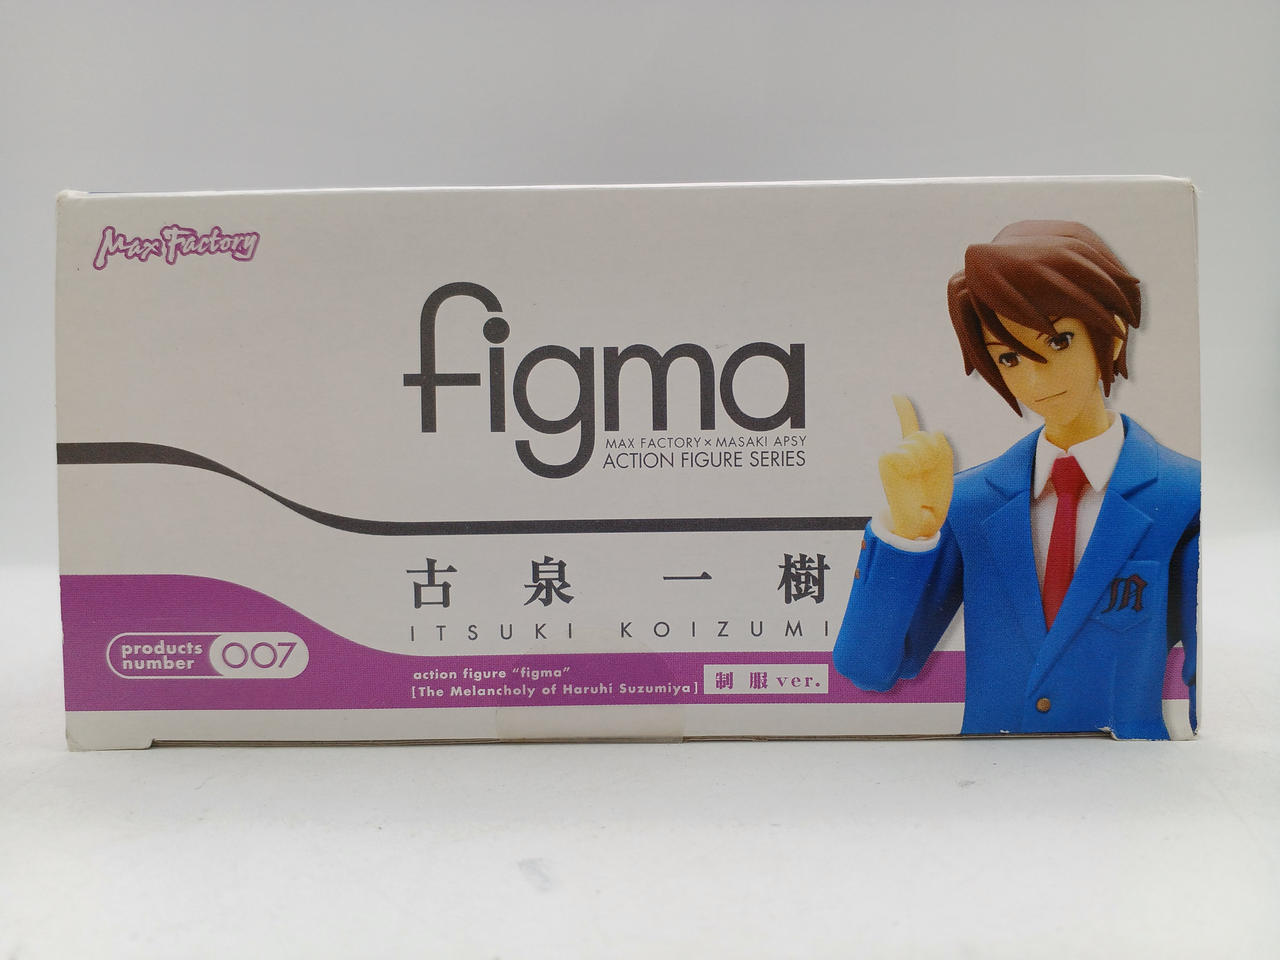 Max Factory
figma
MAX FACTORY × MASAKI APSY
ACTION FIGURE SERIES
古泉一樹
ITSUKI KOIZUMI
products number 007
action figure "figma"
[The Melancholy of Haruhi Suzumiya] 制服ver.